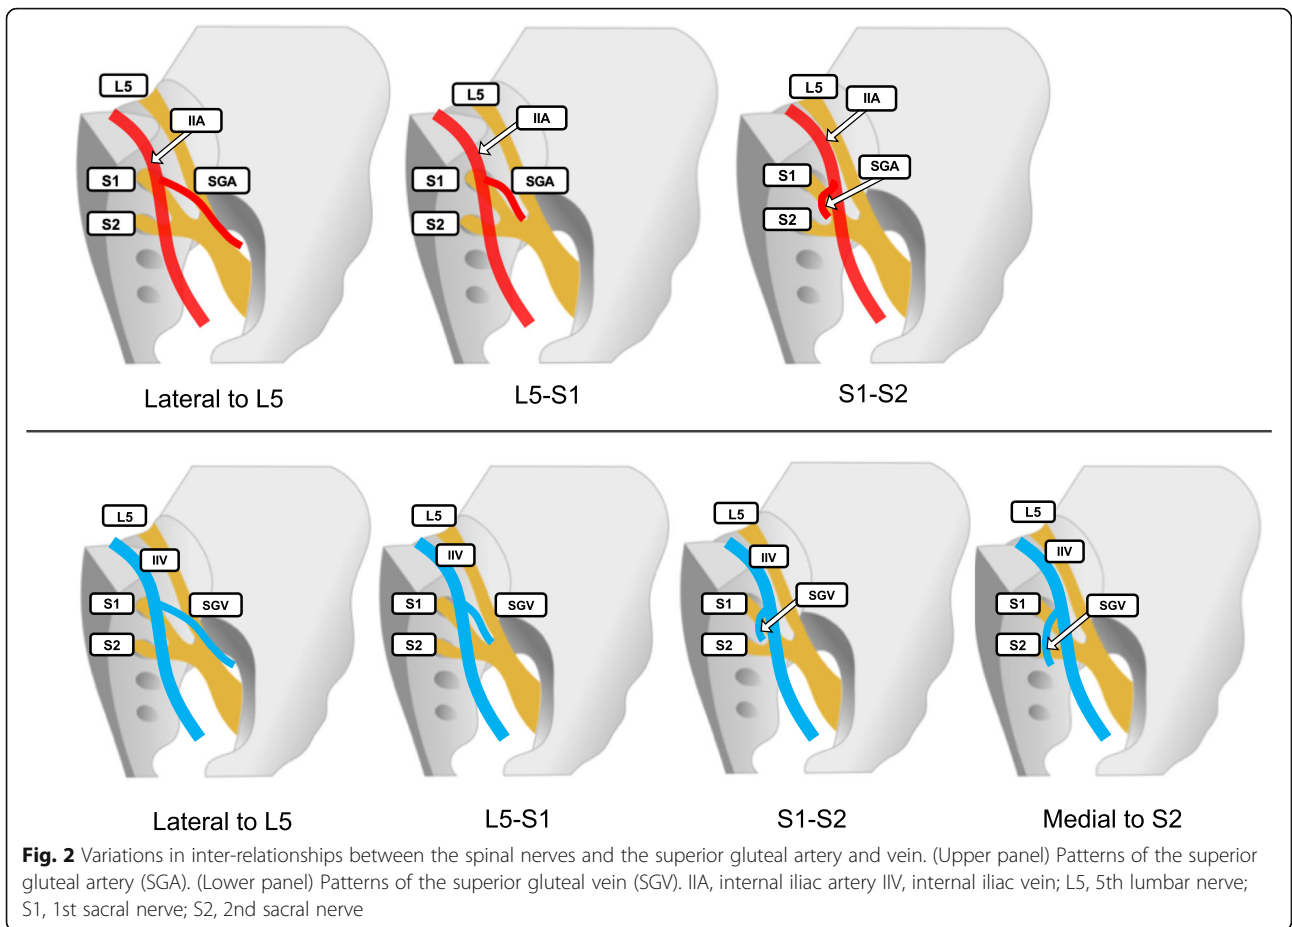 L5
IIA
S1
SGA
S2
Lateral to L5
L5
IIA
S1
SGA
S2
L5-S1
L5
IIA
SGA
S1
S2
S1-S2
L5
IIV
S1
SGV
S2
Lateral to L5
L5
IIV
S1
SGV
S2
L5-S1
L5
IIV
SGV
S1
S2
S1-S2
L5
IIV
S1
SGV
S2
Medial to S2
Fig. 2 Variations in inter-relationships between the spinal nerves and the superior gluteal artery and vein. (Upper panel) Patterns of the superior
gluteal artery (SGA). (Lower panel) Patterns of the superior gluteal vein (SGV). IIA, internal iliac artery IIV, internal iliac vein; L5, 5th lumbar nerve;
S1, 1st sacral nerve; S2, 2nd sacral nerve